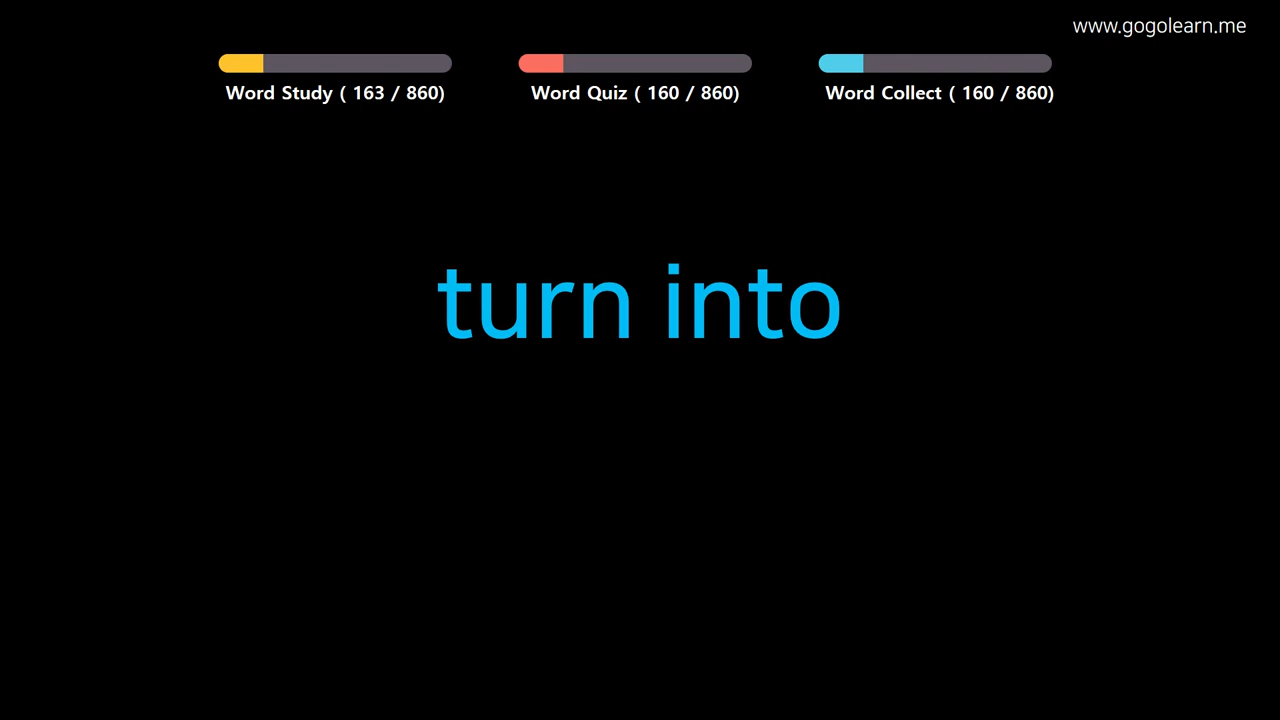 www.gogolearn.me
Word Study ( 163 / 860)
Word Quiz ( 160 / 860)
Word Collect ( 160 / 860)
turn into